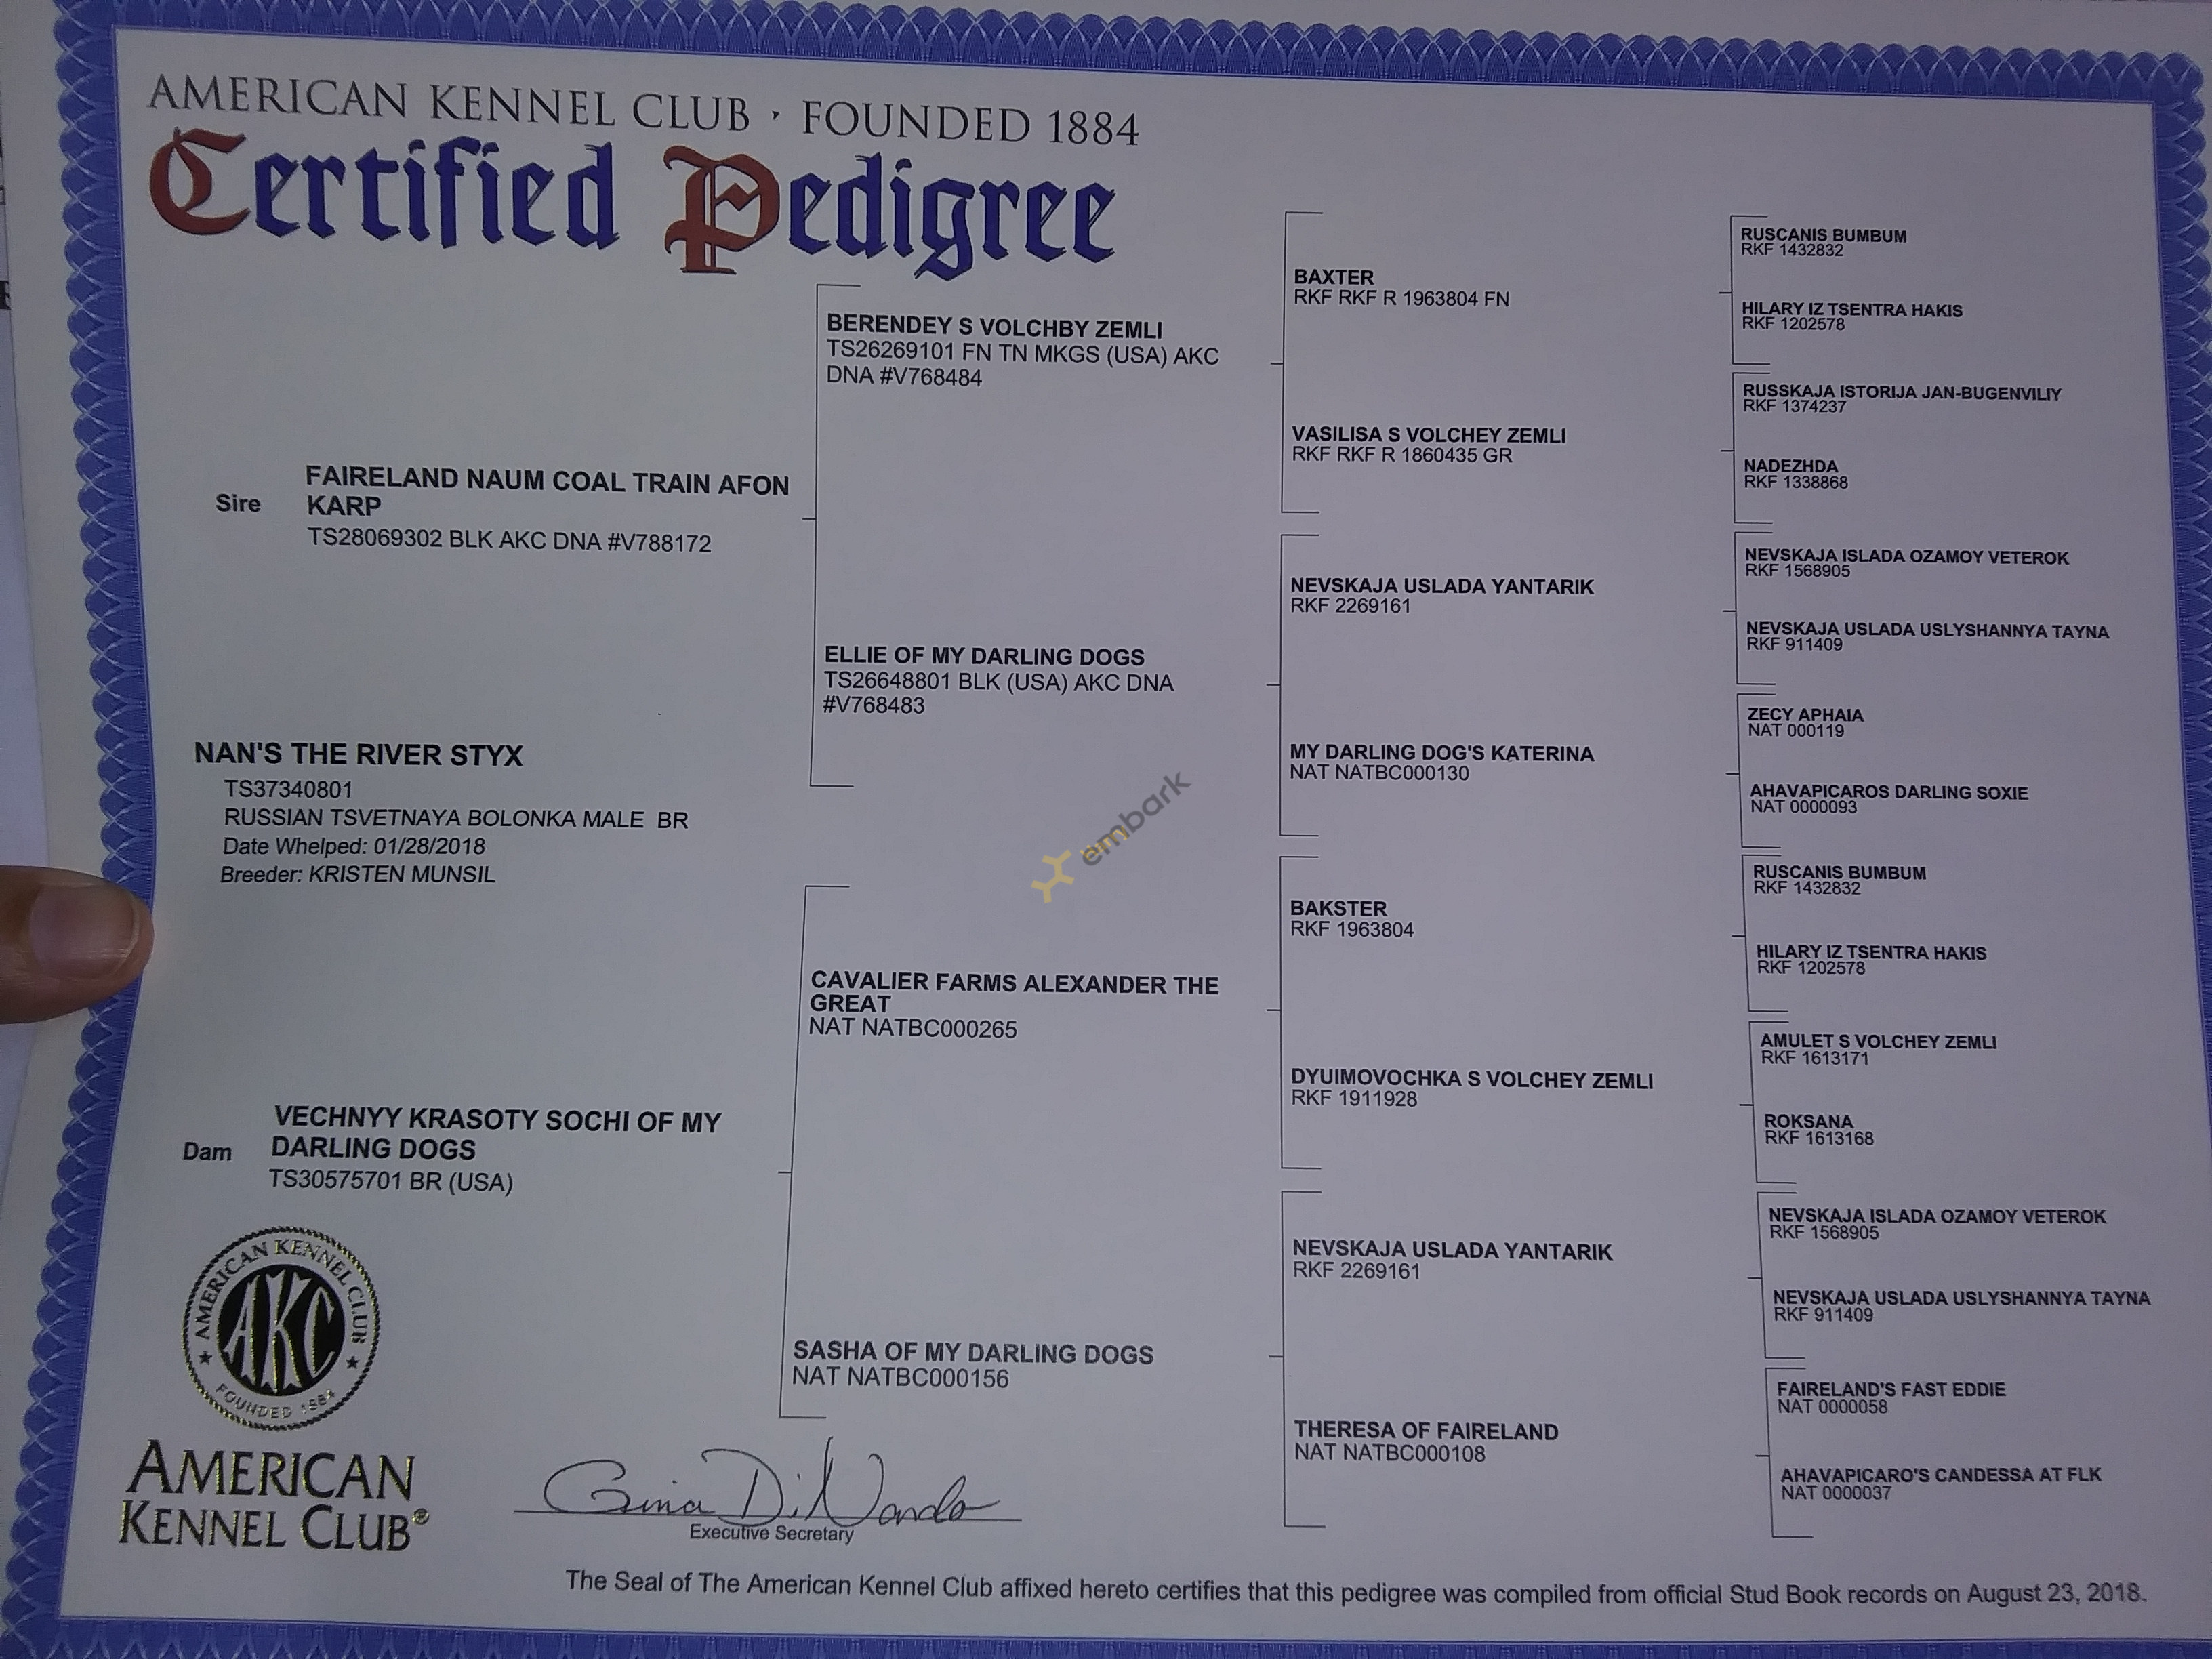 AMERICAN KENNEL CLUB · FOUNDED 1884
Certified Pedigree
Sire
FAIRELAND NAUM COAL TRAIN AFON
KARP
TS28069302 BLK AKC DNA #V788172
NAN'S THE RIVER STYX
TS37340801
RUSSIAN TSVETNAYA BOLONKA MALE BR
Date Whelped: 01/28/2018
Breeder: KRISTEN MUNSIL
Dam
VECHNYY KRASOTY SOCHI OF MY
DARLING DOGS
TS30575701 BR (USA)
BERENDEY S VOLCHBY ZEMLI
TS26269101 FN TN MKGS (USA) AKC
DNA #V768484
ELLIE OF MY DARLING DOGS
TS26648801 BLK (USA) AKC DNA
#V768483
CAVALIER FARMS ALEXANDER THE
GREAT
NAT NATBC000265
SASHA OF MY DARLING DOGS
NAT NATBC000156
BAXTER
RKF RKF R 1963804 FN
VASILISA S VOLCHEY ZEMLI
RKF RKF R 1860435 GR
NEVSKAJA USLADA YANTARIK
RKF 2269161
MY DARLING DOG'S KATERINA
NAT NATBC000130
BAKSTER
RKF 1963804
DYUIMOVOCHKA S VOLCHEY ZEMLI
RKF 1911928
NEVSKAJA USLADA YANTARIK
RKF 2269161
THERESA OF FAIRELAND
NAT NATBC000108
RUSCANIS BUMBUM
RKF 1432832
HILARY IZ TSENTRA HAKIS
RKF 1202578
RUSSKAJA ISTORIJA JAN-BUGENVILIY
RKF 1374237
NADEZHDA
RKF 1338868
NEVSKAJA ISLADA OZAMOY VETEROK
RKF 1568905
NEVSKAJA USLADA USLYSHANNYA TAYNA
RKF 911409
ZECY APHAIA
NAT 000119
AHAVAPICAROS DARLING SOXIE
NAT 0000093
RUSCANIS BUMBUM
RKF 1432832
HILARY IZ TSENTRA HAKIS
RKF 1202578
AMULET S VOLCHEY ZEMLI
RKF 1613171
ROKSANA
RKF 1613168
NEVSKAJA ISLADA OZAMOY VETEROK
RKF 1568905
NEVSKAJA USLADA USLYSHANNYA TAYNA
RKF 911409
FAIRELAND'S FAST EDDIE
NAT 0000058
AHAVAPICARO'S CANDESSA AT FLK
NAT 0000037
embark
AMERICAN KENNEL CLUB
AKC
FOUNDED 1884
AMERICAN
KENNEL CLUB®
Gina DiNardo
Executive Secretary
The Seal of The American Kennel Club affixed hereto certifies that this pedigree was compiled from official Stud Book records on August 23, 2018.